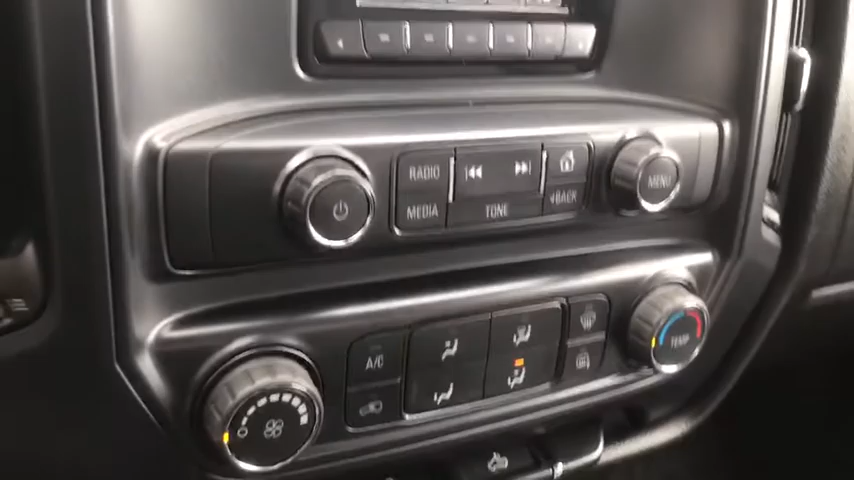 RADIO
MEDIA
TONE
BACK
MENU
A/C
TEMP